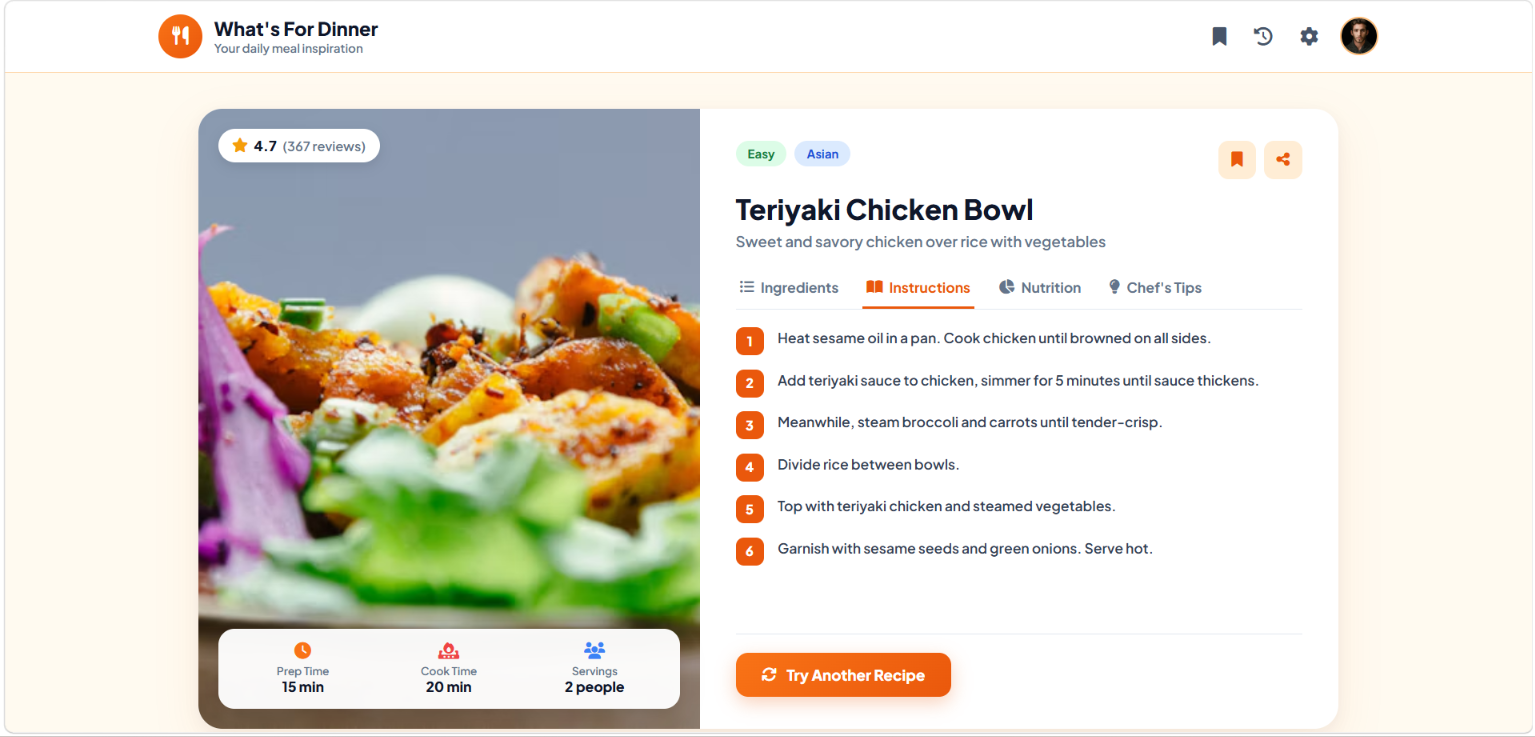 What's For Dinner
Your daily meal inspiration
4.7 (367 reviews)
Prep Time
15 min
Cook Time
20 min
Servings
2 people
Easy
Asian
Teriyaki Chicken Bowl
Sweet and savory chicken over rice with vegetables
Ingredients
Instructions
Nutrition
Chef's Tips
1 Heat sesame oil in a pan. Cook chicken until browned on all sides.
2 Add teriyaki sauce to chicken, simmer for 5 minutes until sauce thickens.
3 Meanwhile, steam broccoli and carrots until tender-crisp.
4 Divide rice between bowls.
5 Top with teriyaki chicken and steamed vegetables.
6 Garnish with sesame seeds and green onions. Serve hot.
Try Another Recipe